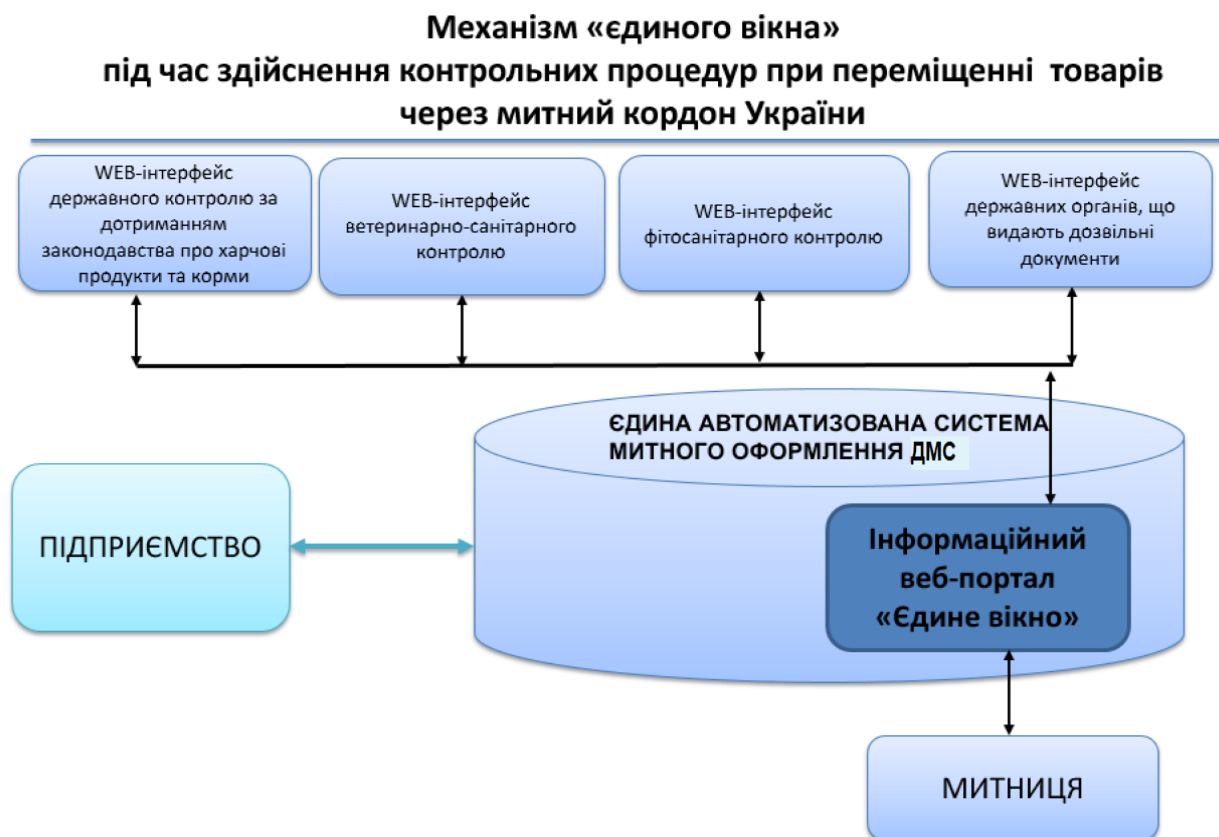 Механізм «єдиного вікна»
під час здійснення контрольних процедур при переміщенні товарів
через митний кордон України
WEB-інтерфейс
державного контролю за
дотриманням
законодавства про харчові
продукти та корми
WEB-інтерфейс
ветеринарно-санітарного
контролю
WEB-інтерфейс
фітосанітарного контролю
WEB-інтерфейс
державних органів, що
видають дозвільні
документи
ЄДИНА АВТОМАТИЗОВАНА СИСТЕМА
МИТНОГО ОФОРМЛЕННЯ ДМС
ПІДПРИЄМСТВО
Інформаційний
веб-портал
«Єдине вікно»
МИТНИЦЯ